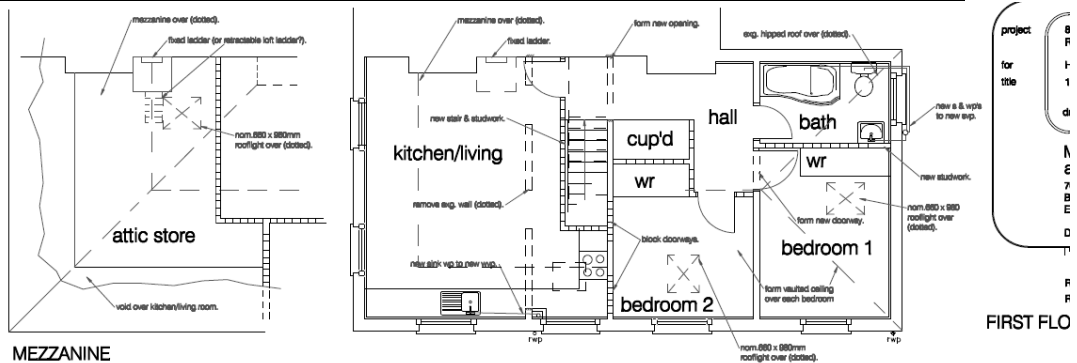 mezzanine over (dotted).
fixed ladder (or retractable loft ladder?).
nom.660 x 980mm
rooflight over (dotted).
attic store
void over kitchen/living room.
MEZZANINE
mezzanine over (dotted).
fixed ladder.
form new opening.
exg. hipped roof over (dotted).
new s & wp's
to new svp.
new stair & studwork.
hall
bath
cup'd
kitchen/living
wr
wr
new studwork.
remove exg. wall (dotted).
nom.660 x 980
rooflight over
(dotted).
form new doorway.
block doorways.
bedroom 1
new sink wp to new wvp.
form vaulted ceiling
over each bedroom
bedroom 2
rwp
rwp
nom.660 x 980mm
rooflight over (dotted).
project
for
title
FIRST FLO